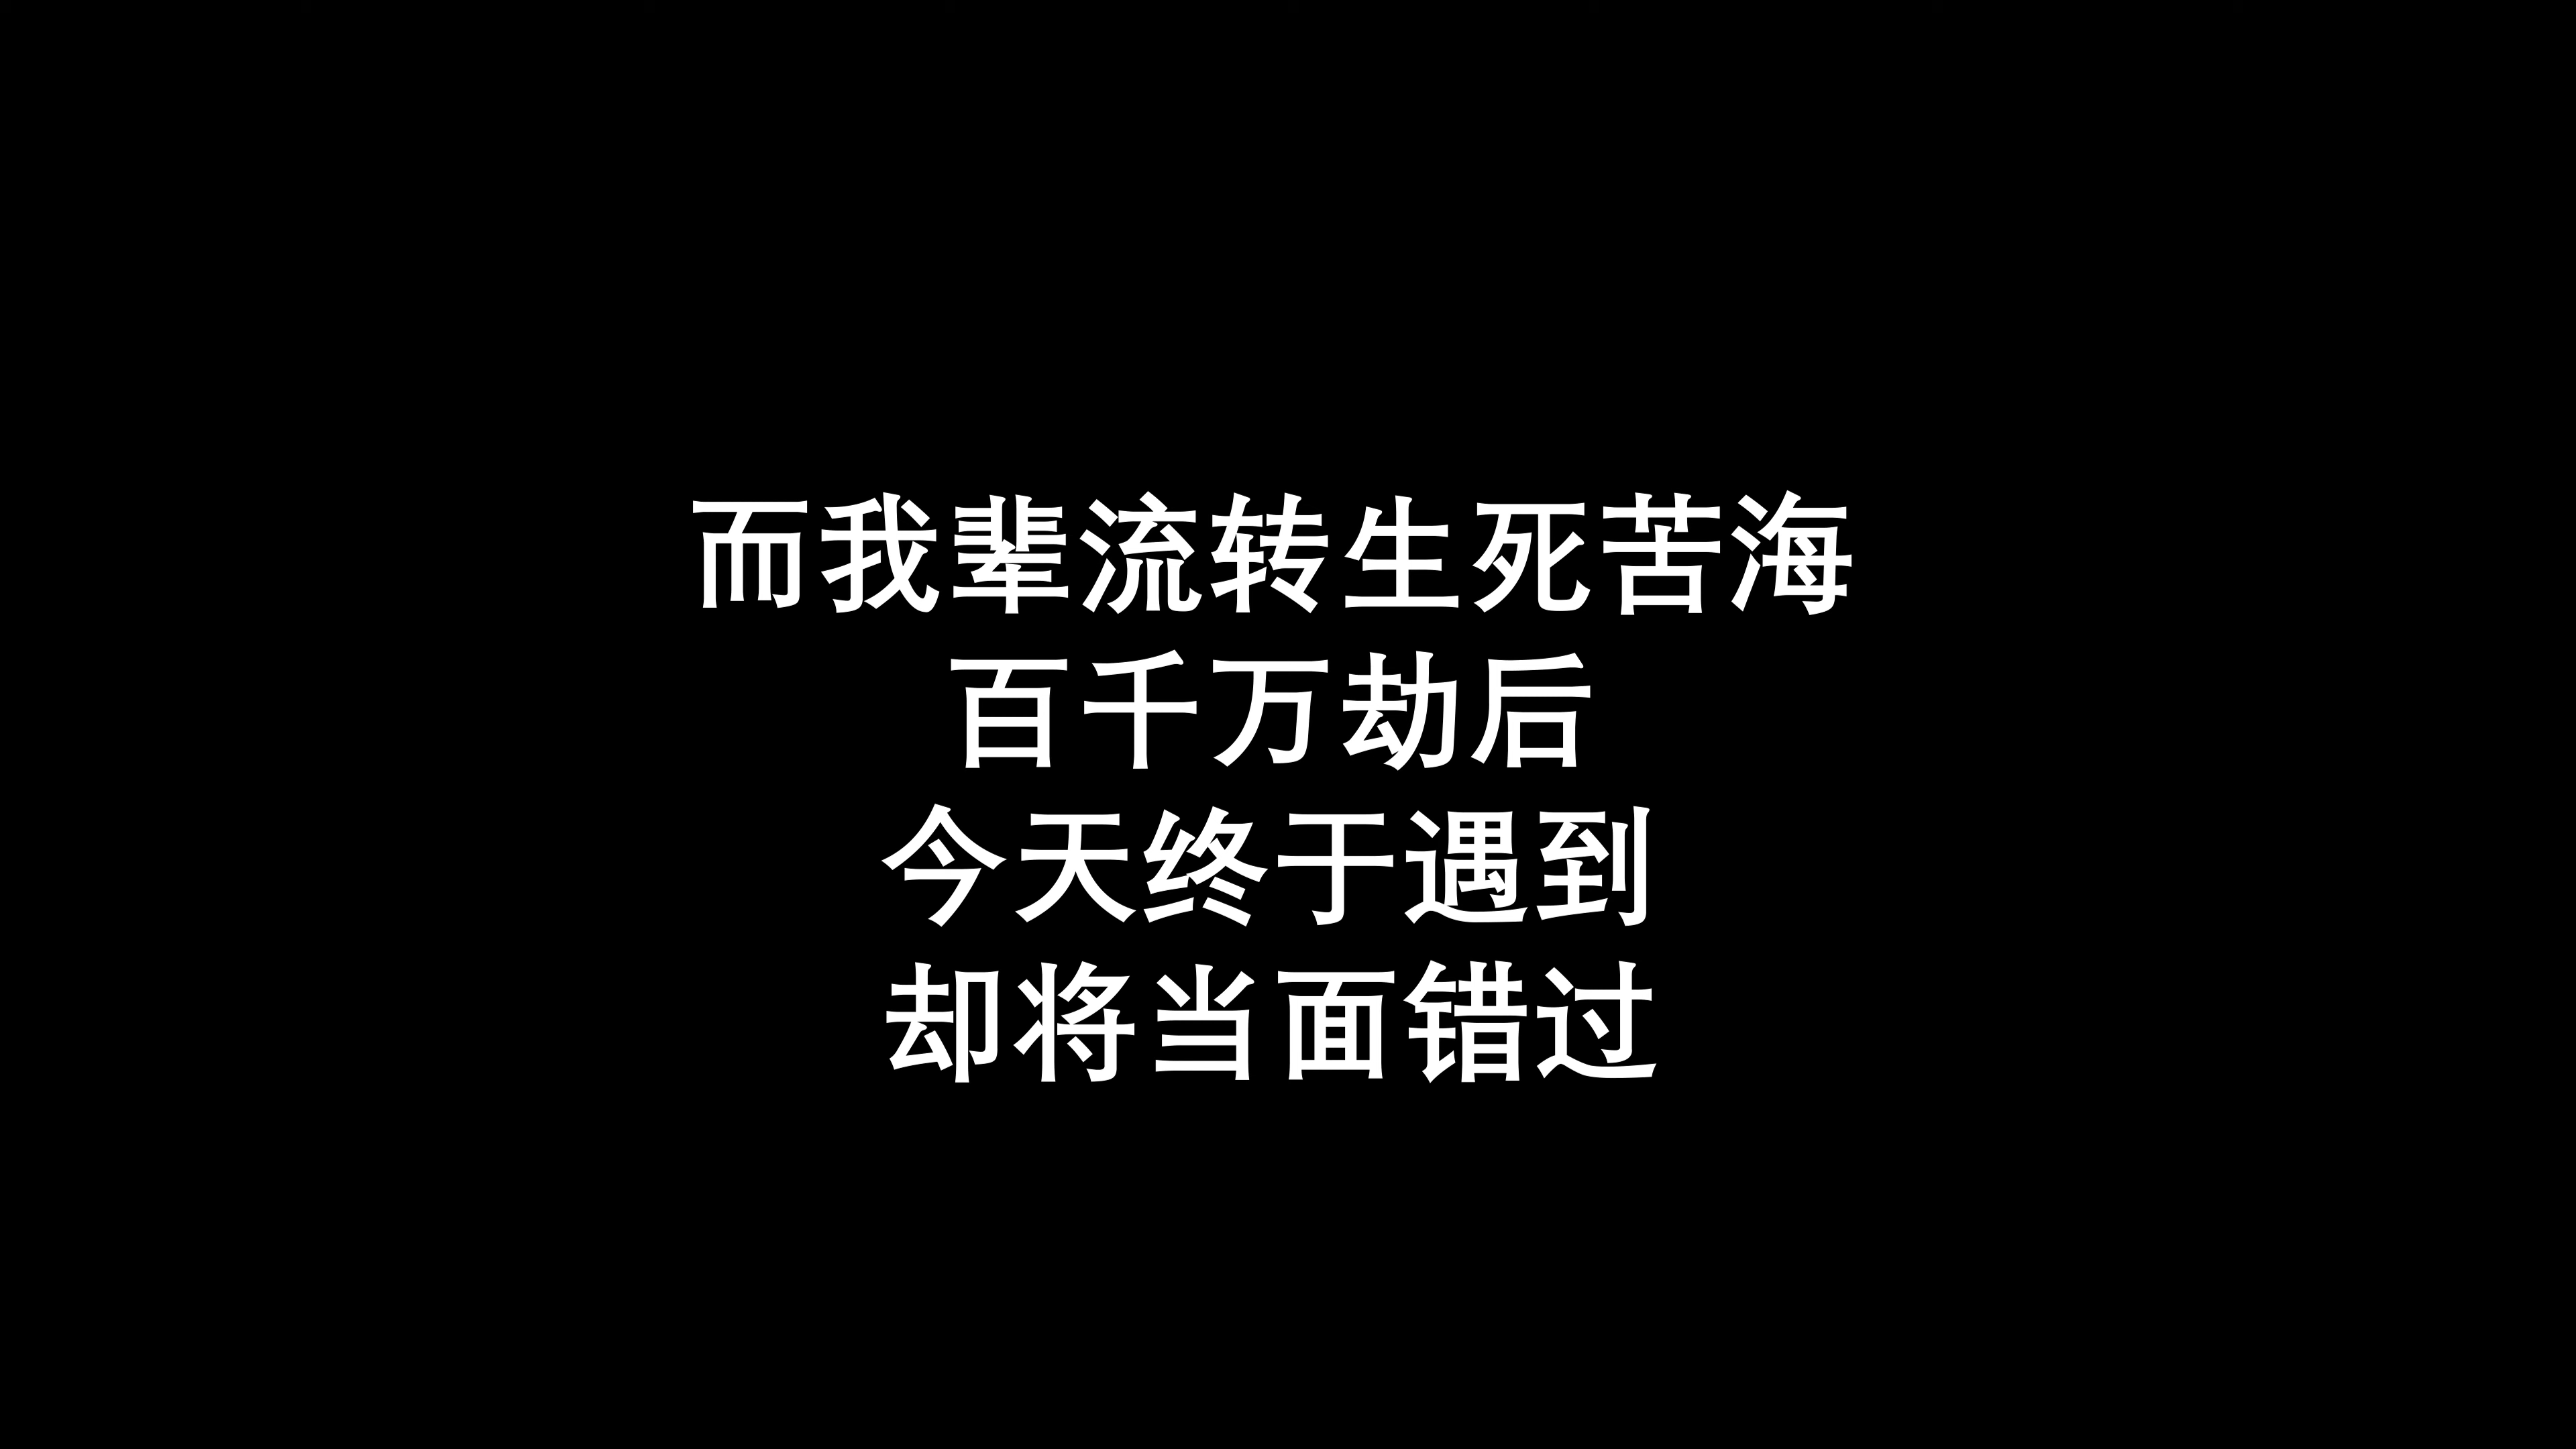 而我辈流转生死苦海
百千万劫后
今天终于遇到
却将当面错过